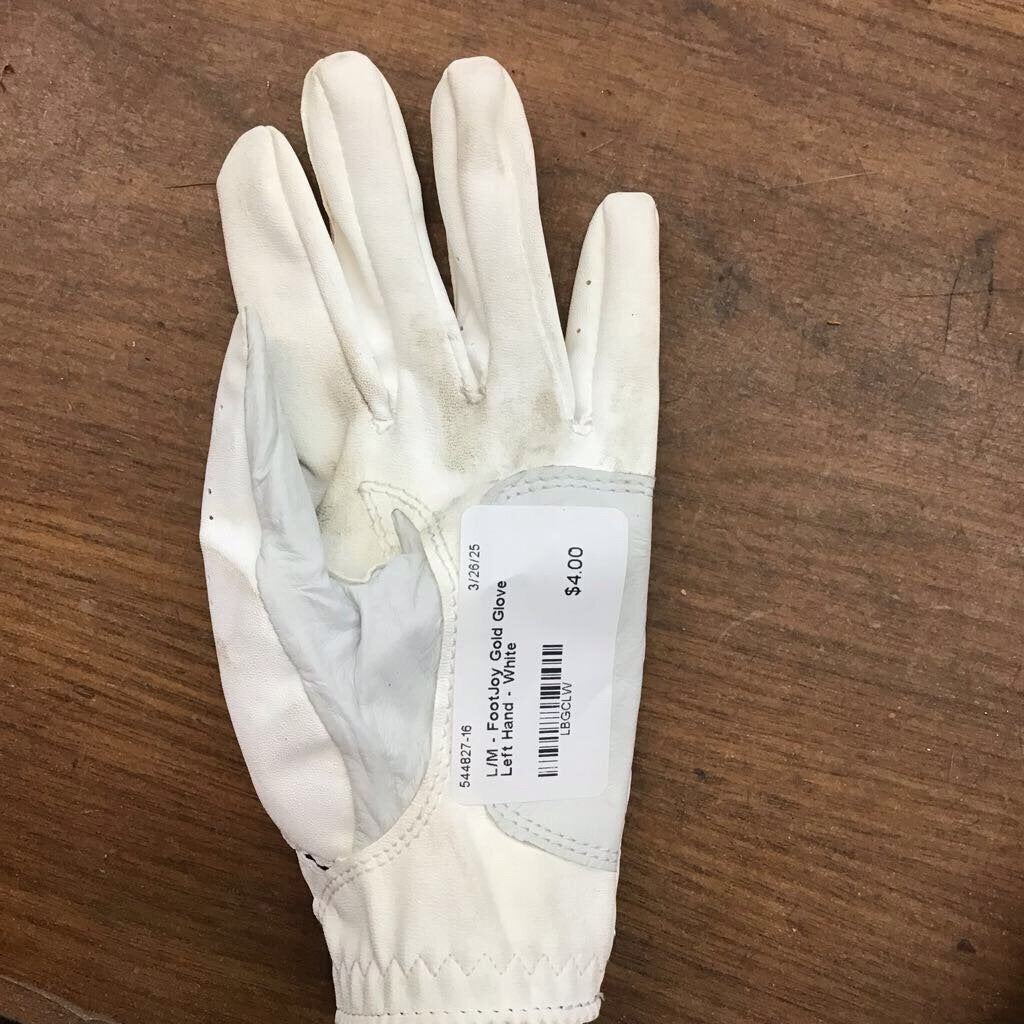 544827-16 3/26/25
L/M - FootJoy Gold Glove
Left Hand - White
LBGCLW
$4.00